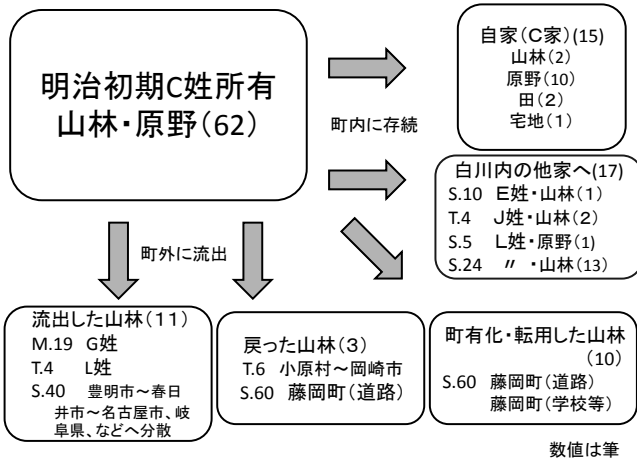 明治初期C姓所有
山林・原野(62)
町内に存続
町外に流出
自家(C家)(15)
山林(2)
原野(10)
田(2)
宅地(1)
白川内の他家へ(17)
S.10 E姓・山林(1)
T.4 J姓・山林(2)
S.5 L姓・原野(1)
S.24 〃 ・山林(13)
流出した山林(11)
M.19 G姓
T.4 L姓
S.40 豊明市~春日
井市~名古屋市、岐
阜県、などへ分散
戻った山林(3)
T.6 小原村~岡崎市
S.60 藤岡町(道路)
町有化・転用した山林
(10)
S.60 藤岡町(道路)
藤岡町(学校等)
数値は筆